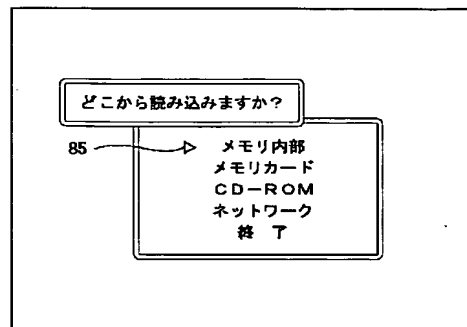 どこから読み込みますか?
85 ▷ メモリ内部
メモリカード
CD-ROM
ネットワーク
終 了